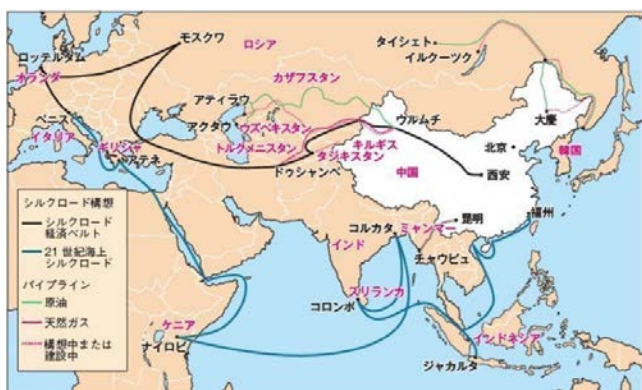 モスクワ
ロシア
タイシェト
イルクーツク
ロッテルダム
オランダ
カザフスタン
アティラウ
アクタウ
ウズベキスタン
トルクメニスタン
ドゥシャンベ
タジキスタン
キルギス
ウルムチ
大慶
北京
韓国
西安
中国
ベニス
イタリア
ギリシャ
アテネ
福州
昆明
コルカタ
ミャンマー
チャウピュ
インド
スリランカ
コロンボ
ケニア
ナイロビ
インドネシア
ジャカルタ
シルクロード構想
シルクロード
経済ベルト
21世紀海上
シルクロード
パイプライン
原油
天然ガス
構想中または
建設中